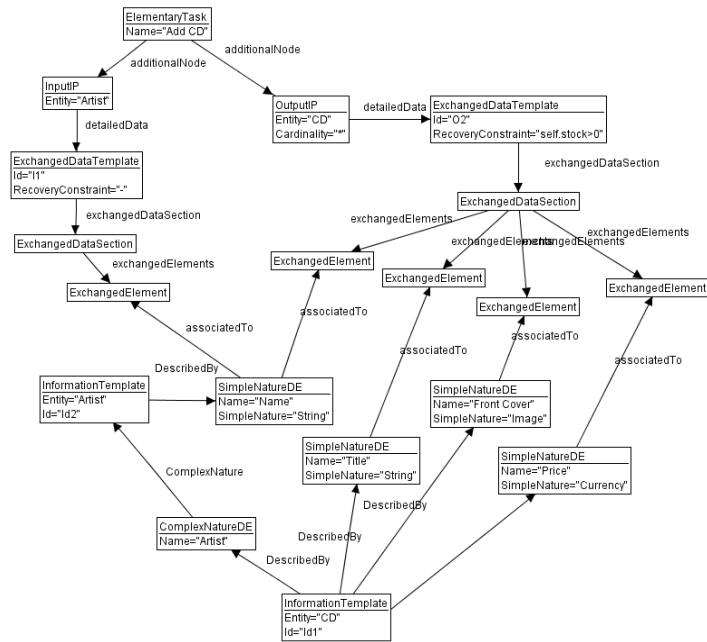 ElementaryTask
Name="Add CD"
additionalNode
additionalNode
InputIP
Entity="Artist"
OutputIP
Entity="CD"
Cardinality="*"
detailedData
ExchangedDataTemplate
Id="O2"
RecoveryConstraint="self.stock>0"
detailedData
ExchangedDataTemplate
Id="I1"
RecoveryConstraint="-"
exchangedDataSection
ExchangedDataSection
exchangedDataSection
ExchangedDataSection
exchangedElements
exchangedElements
exchangedElements
exchangedElements
exchangedElements
ExchangedElement
ExchangedElement
ExchangedElement
ExchangedElement
ExchangedElement
associatedTo
associatedTo
associatedTo
associatedTo
associatedTo
InformationTemplate
Entity="Artist"
Id="Id2"
DescribedBy
SimpleNatureDE
Name="Name"
SimpleNature="String"
SimpleNatureDE
Name="Front Cover"
SimpleNature="Image"
SimpleNatureDE
Name="Title"
SimpleNature="String"
SimpleNatureDE
Name="Price"
SimpleNature="Currency"
ComplexNature
ComplexNatureDE
Name="Artist"
DescribedBy
DescribedBy
DescribedBy
InformationTemplate
Entity="CD"
Id="Id1"